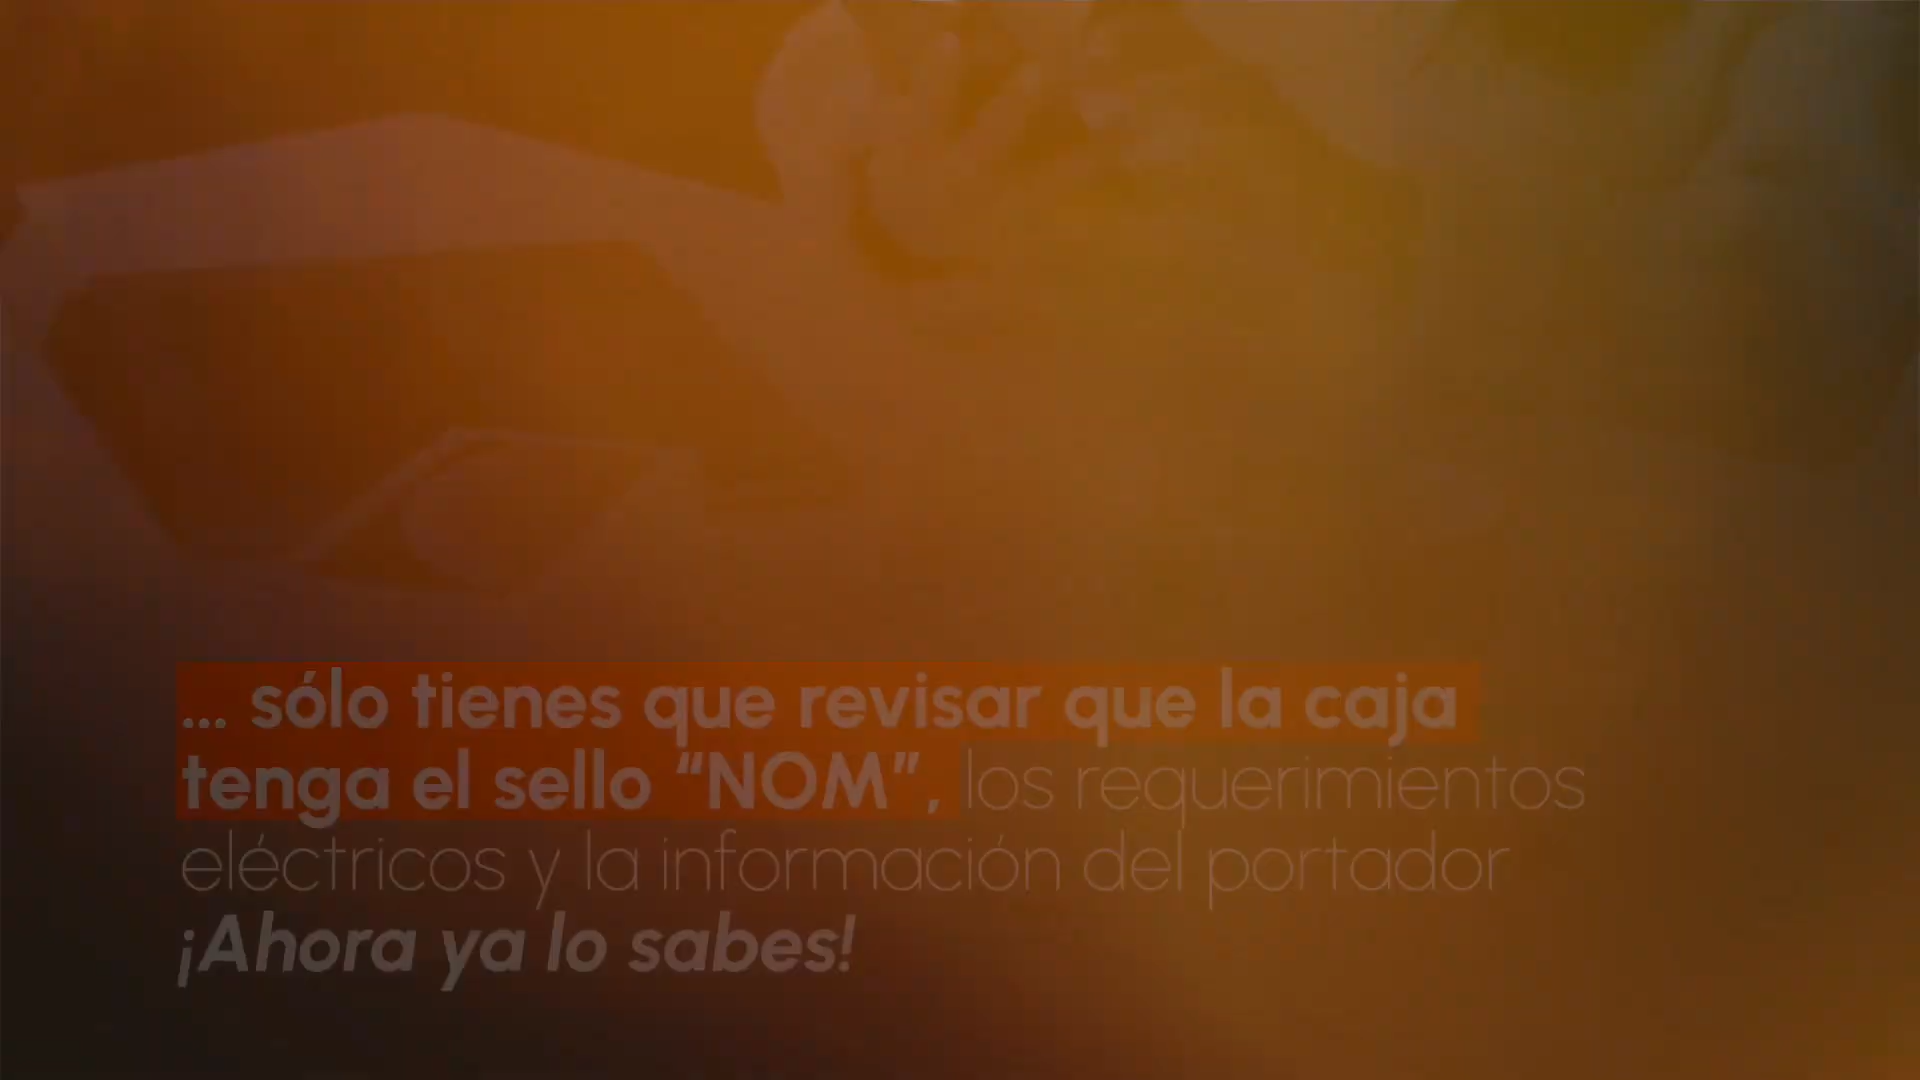 ... sólo tienes que revisar que la caja
tenga el sello “NOM”, los requerimientos
eléctricos y la información del portador
¡Ahora ya lo sabes!